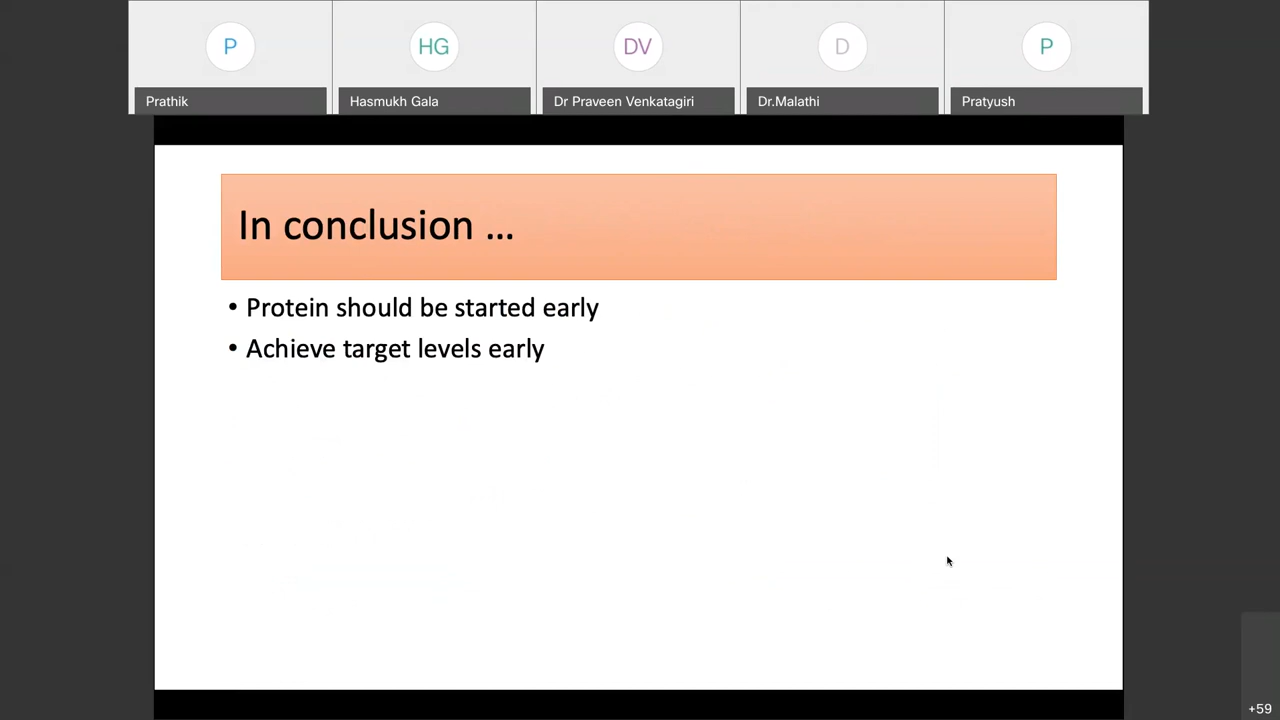 P
HG
DV
D
P
Prathik
Hasmukh Gala
Dr Praveen Venkatagiri
Dr.Malathi
Pratyush
In conclusion ...
• Protein should be started early
• Achieve target levels early
+59